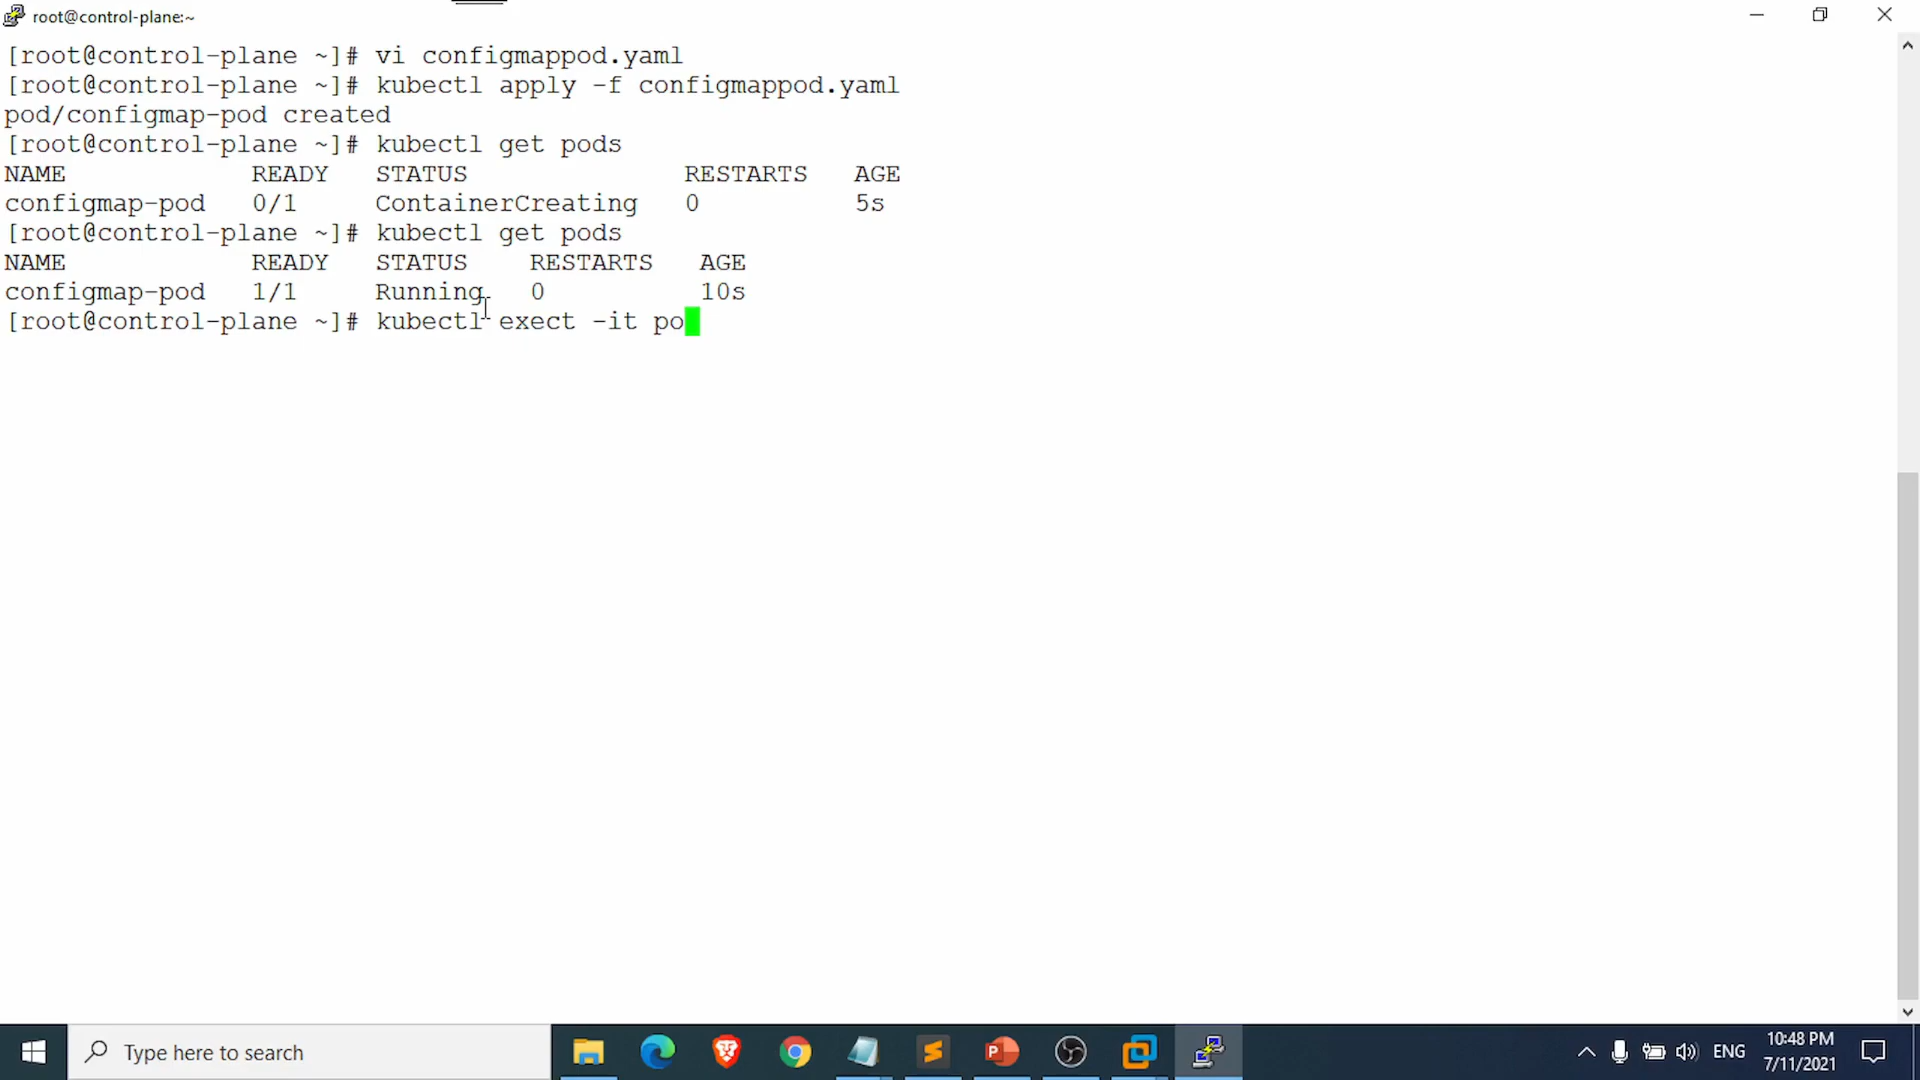 root@control-plane:~
[root@control-plane ~]# vi configmappod.yaml
[root@control-plane ~]# kubectl apply -f configmappod.yaml
pod/configmap-pod created
[root@control-plane ~]# kubectl get pods
NAME READY STATUS RESTARTS AGE
configmap-pod 0/1 ContainerCreating 0 5s
[root@control-plane ~]# kubectl get pods
NAME READY STATUS RESTARTS AGE
configmap-pod 1/1 Running 0 10s
[root@control-plane ~]# kubectl exect -it po
Type here to search
ENG
10:48 PM
7/11/2021